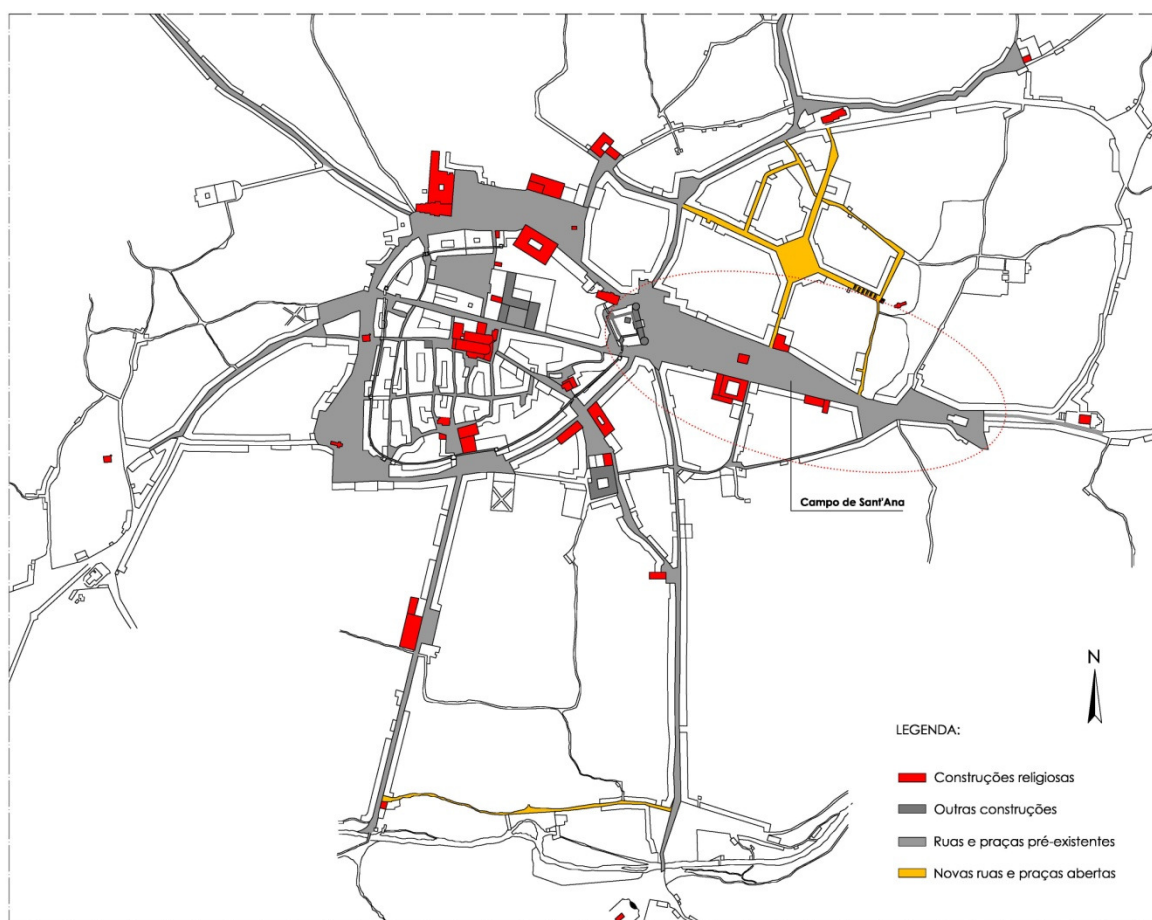 Campo de Sant'Ana
N
LEGENDA:
Construções religiosas
Outras construções
Ruas e praças pré-existentes
Novas ruas e praças abertas